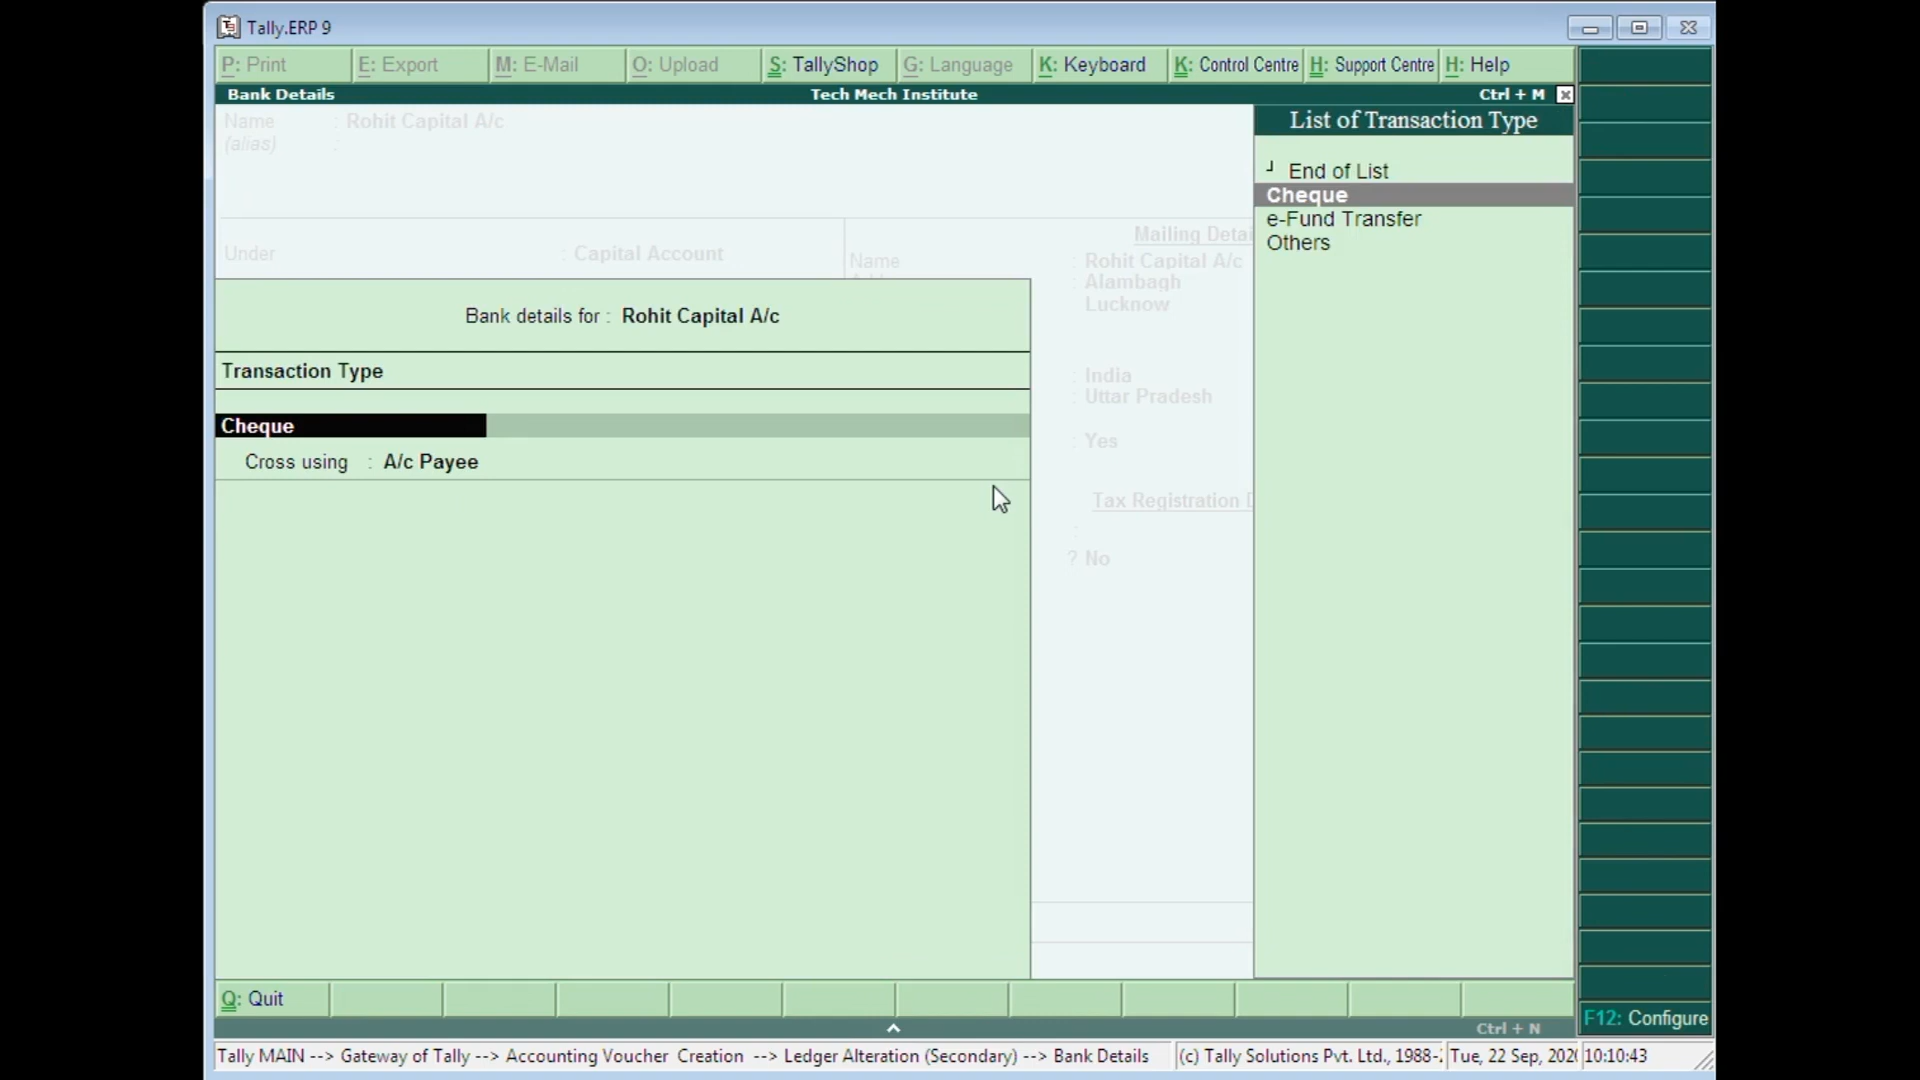 Tally.ERP 9
P: Print E: Export M: E-Mail O: Upload S: TallyShop G: Language K: Keyboard K: Control Centre H: Support Centre H: Help
Bank Details Tech Mech Institute Ctrl + M
Name : Rohit Capital A/c
(alias) :
List of Transaction Type
End of List
Cheque
e-Fund Transfer
Others
Under : Capital Account
Mailing Detai
Name : Rohit Capital A/c
: Alambagh
Lucknow
: India
: Uttar Pradesh
: Yes
Tax Registration D
:
? No
Bank details for : Rohit Capital A/c
Transaction Type
Cheque
Cross using : A/c Payee
Q: Quit
Ctrl + N
F12: Configure
Tally MAIN --> Gateway of Tally --> Accounting Voucher Creation --> Ledger Alteration (Secondary) --> Bank Details (c) Tally Solutions Pvt. Ltd., 1988-2 Tue, 22 Sep, 2020 10:10:43